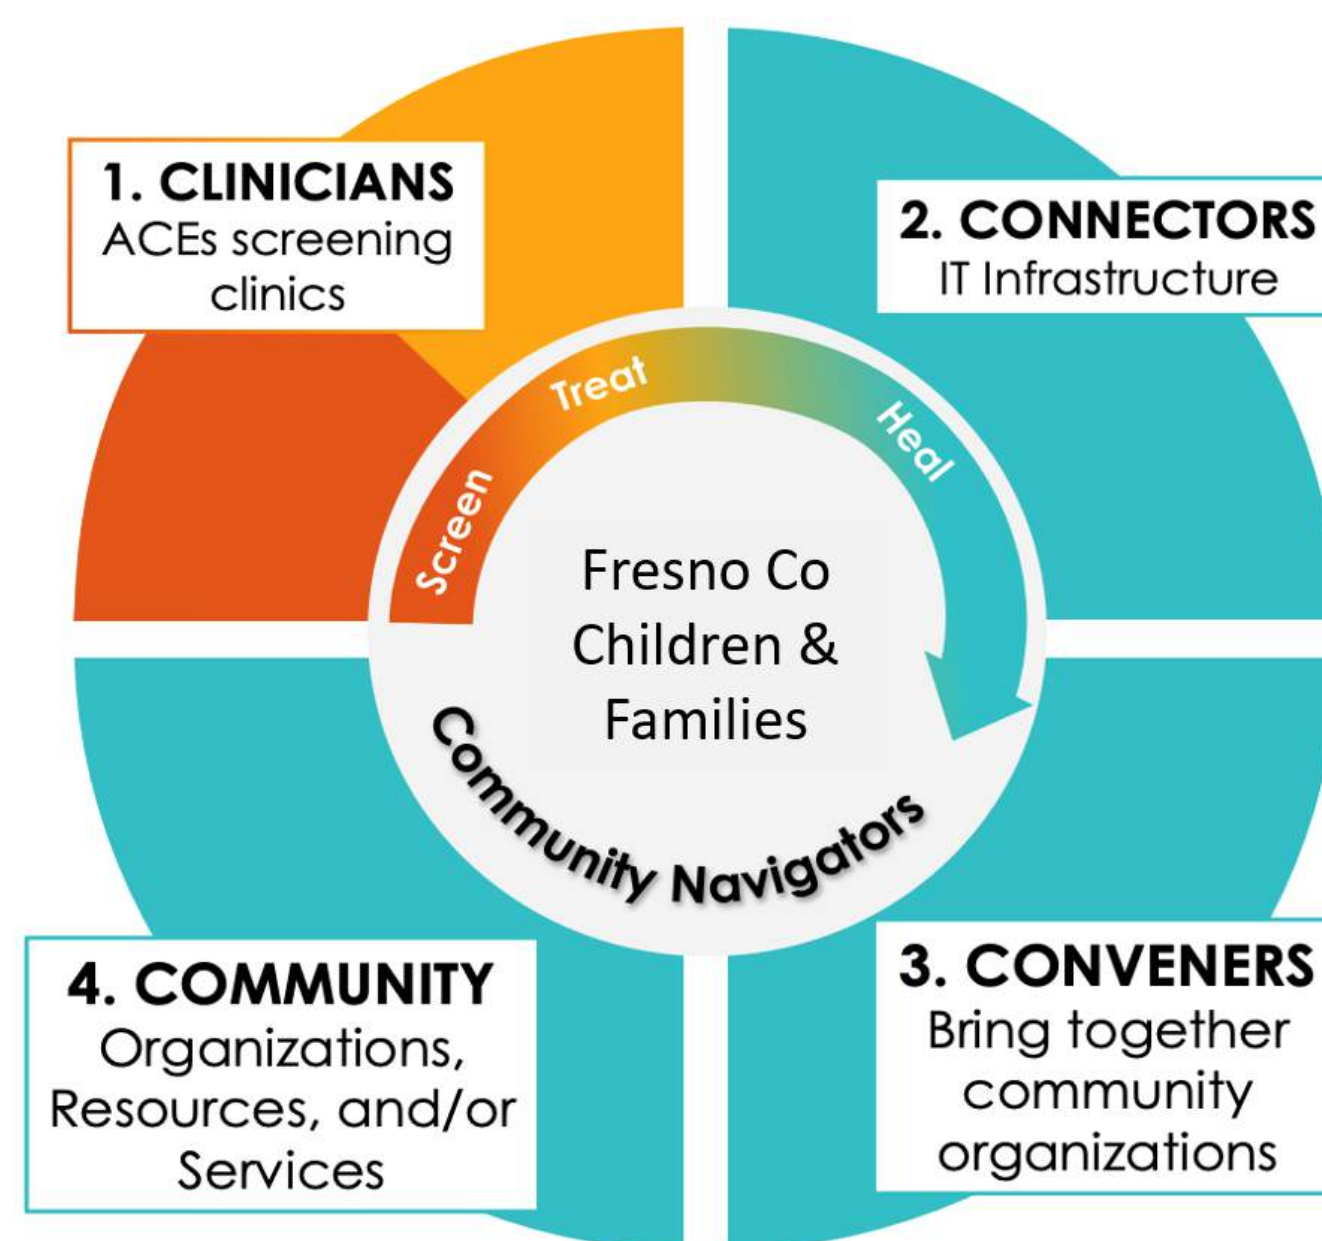 1. CLINICIANS
ACEs screening
clinics
2. CONNECTORS
IT Infrastructure
Screen
Treat
Heal
Fresno Co
Children &
Families
Community Navigators
4. COMMUNITY
Organizations,
Resources, and/or
Services
3. CONVENERS
Bring together
community
organizations